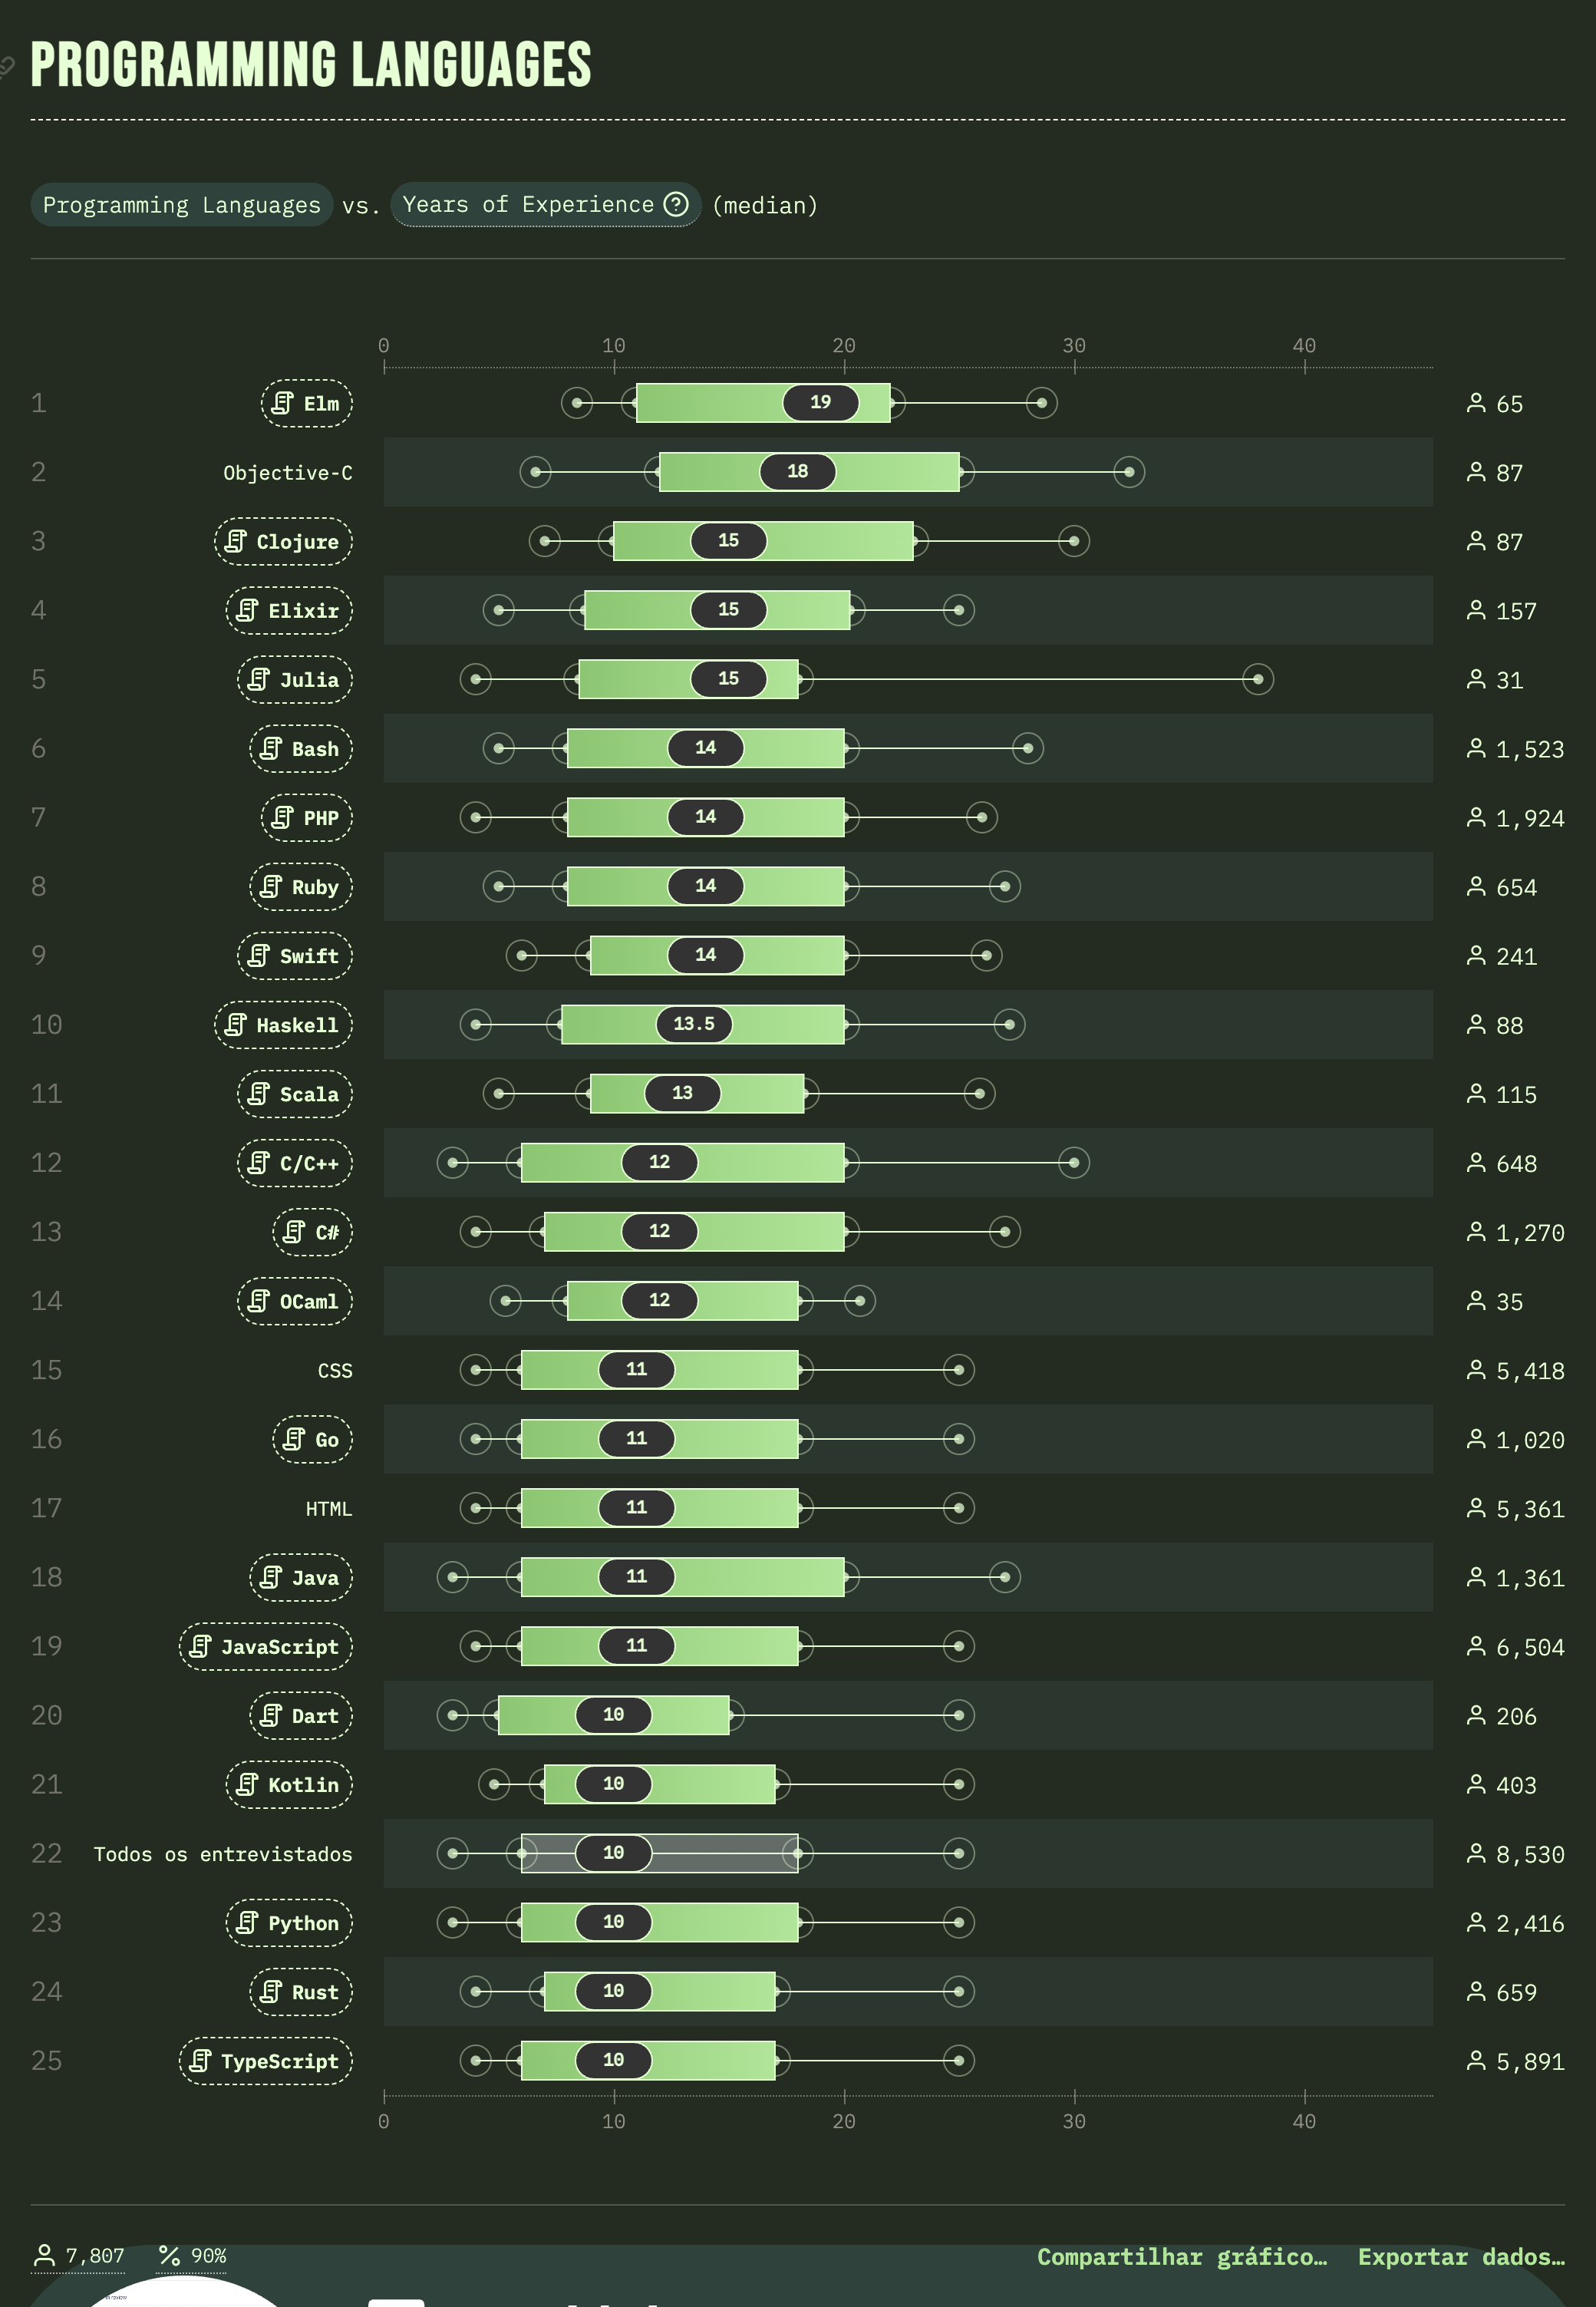 PROGRAMMING LANGUAGES
Programming Languages vs. Years of Experience ? (median)
0 10 20 30 40
1 Elm 19 65
2 Objective-C 18 87
3 Clojure 15 87
4 Elixir 15 157
5 Julia 15 31
6 Bash 14 1,523
7 PHP 14 1,924
8 Ruby 14 654
9 Swift 14 241
10 Haskell 13.5 88
11 Scala 13 115
12 C/C++ 12 648
13 C# 12 1,270
14 OCaml 12 35
15 CSS 11 5,418
16 Go 11 1,020
17 HTML 11 5,361
18 Java 11 1,361
19 JavaScript 11 6,504
20 Dart 10 206
21 Kotlin 10 403
22 Todos os entrevistados 10 8,530
23 Python 10 2,416
24 Rust 10 659
25 TypeScript 10 5,891
0 10 20 30 40
7,807 % 90% Compartilhar gráfico… Exportar dados…